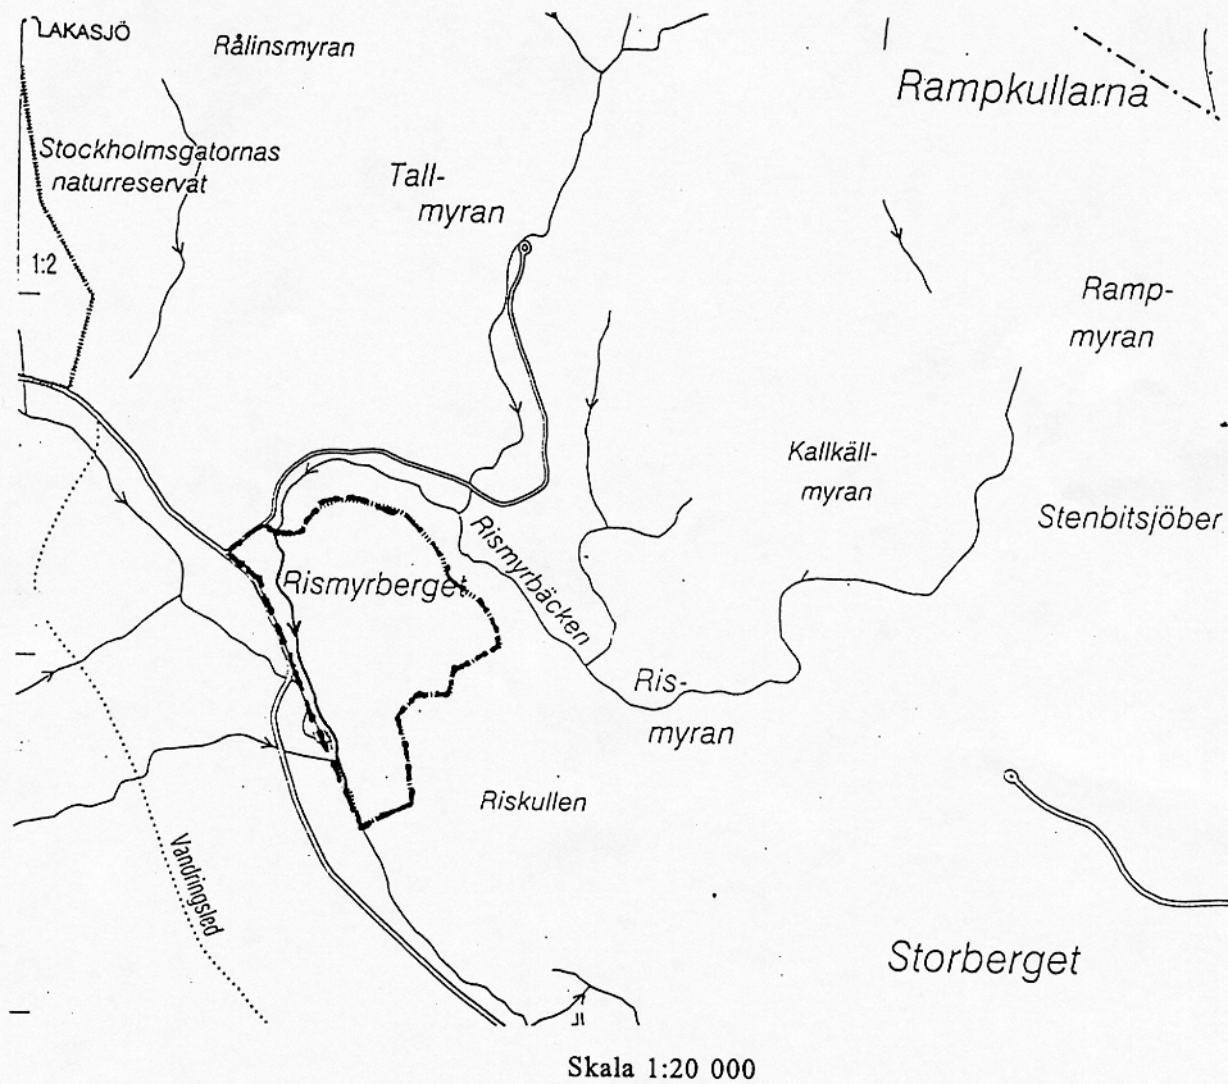 LAKASJÖ
Rålinsmyran
Rampkullarna
Stockholmsgatornas
naturreservat
Tall-
myran
1:2
Ramp-
myran
Kallkäll-
myran
Stenbitsjöber
Rismyrbäcken
Rismyrberget
Ris-
myran
Riskullen
Vandringsled
Storberget
Skala 1:20 000